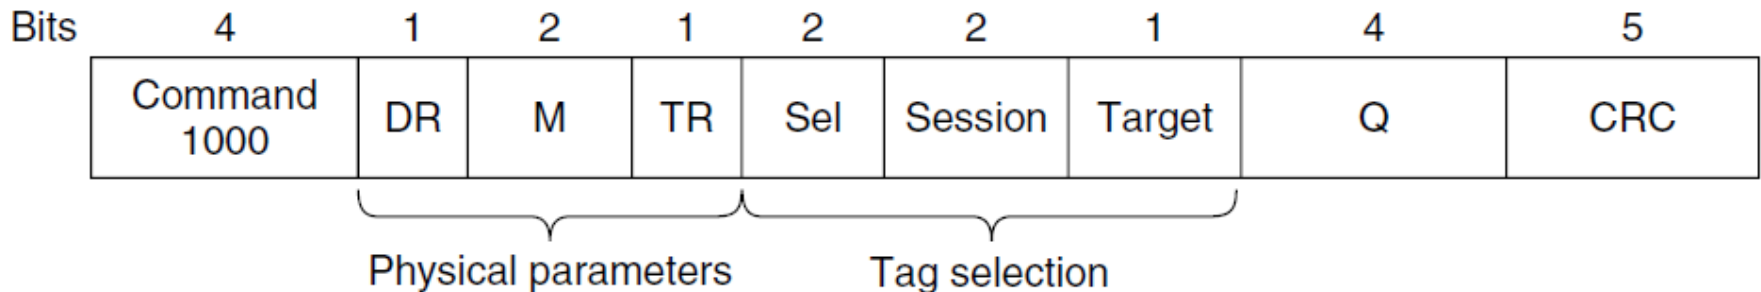 Bits 4 1 2 1 2 2 1 4 5
Command 1000 DR M TR Sel Session Target Q CRC
Physical parameters Tag selection